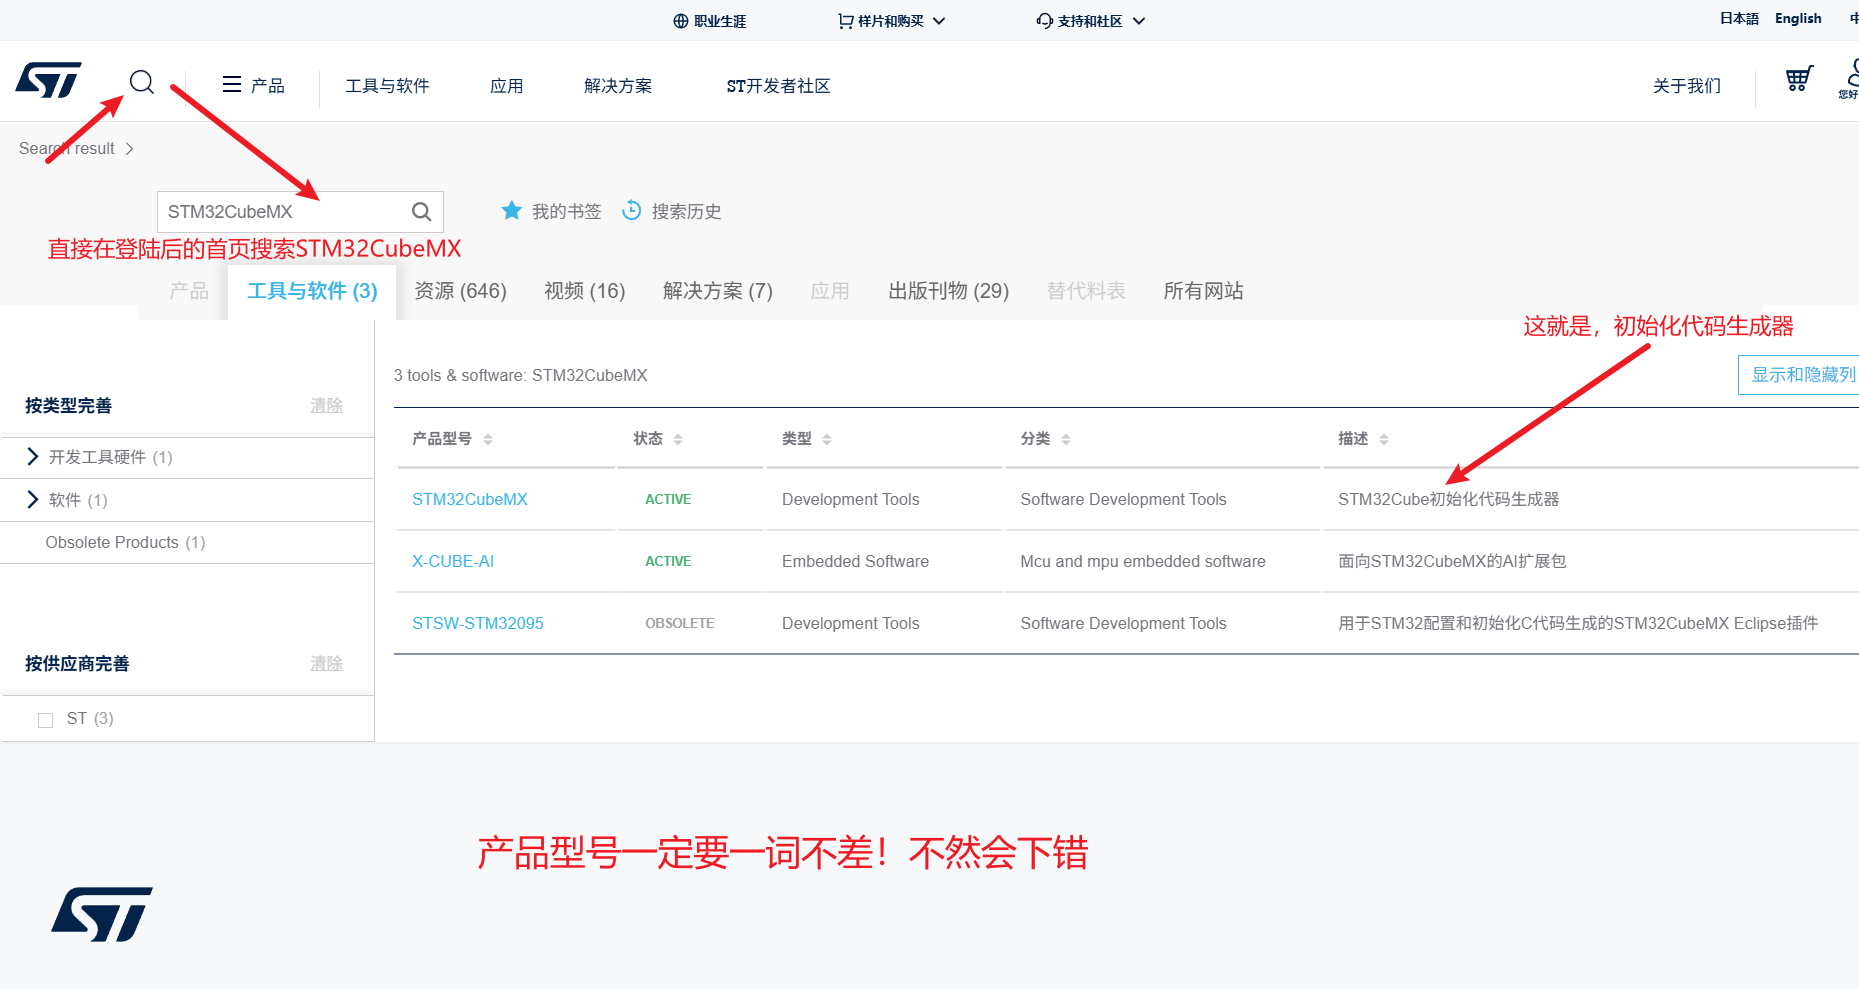 职业生涯 样片和购买 支持和社区 日本語 English
ST 产品 工具与软件 应用 解决方案 ST开发者社区 关于我们 您好
Search result
STM32CubeMX 我的书签 搜索历史
直接在登陆后的首页搜索STM32CubeMX
产品 工具与软件 (3) 资源 (646) 视频 (16) 解决方案 (7) 应用 出版刊物 (29) 替代料表 所有网站
这就是，初始化代码生成器
3 tools & software: STM32CubeMX 显示和隐藏列
按类型完善 清除
产品型号 状态 类型 分类 描述
开发工具硬件 (1)
软件 (1)
Obsolete Products (1)
STM32CubeMX ACTIVE Development Tools Software Development Tools STM32Cube初始化代码生成器
X-CUBE-AI ACTIVE Embedded Software Mcu and mpu embedded software 面向STM32CubeMX的AI扩展包
STSW-STM32095 OBSOLETE Development Tools Software Development Tools 用于STM32配置和初始化C代码生成的STM32CubeMX Eclipse插件
按供应商完善 清除
ST (3)
产品型号一定要一词不差！不然会下错
ST